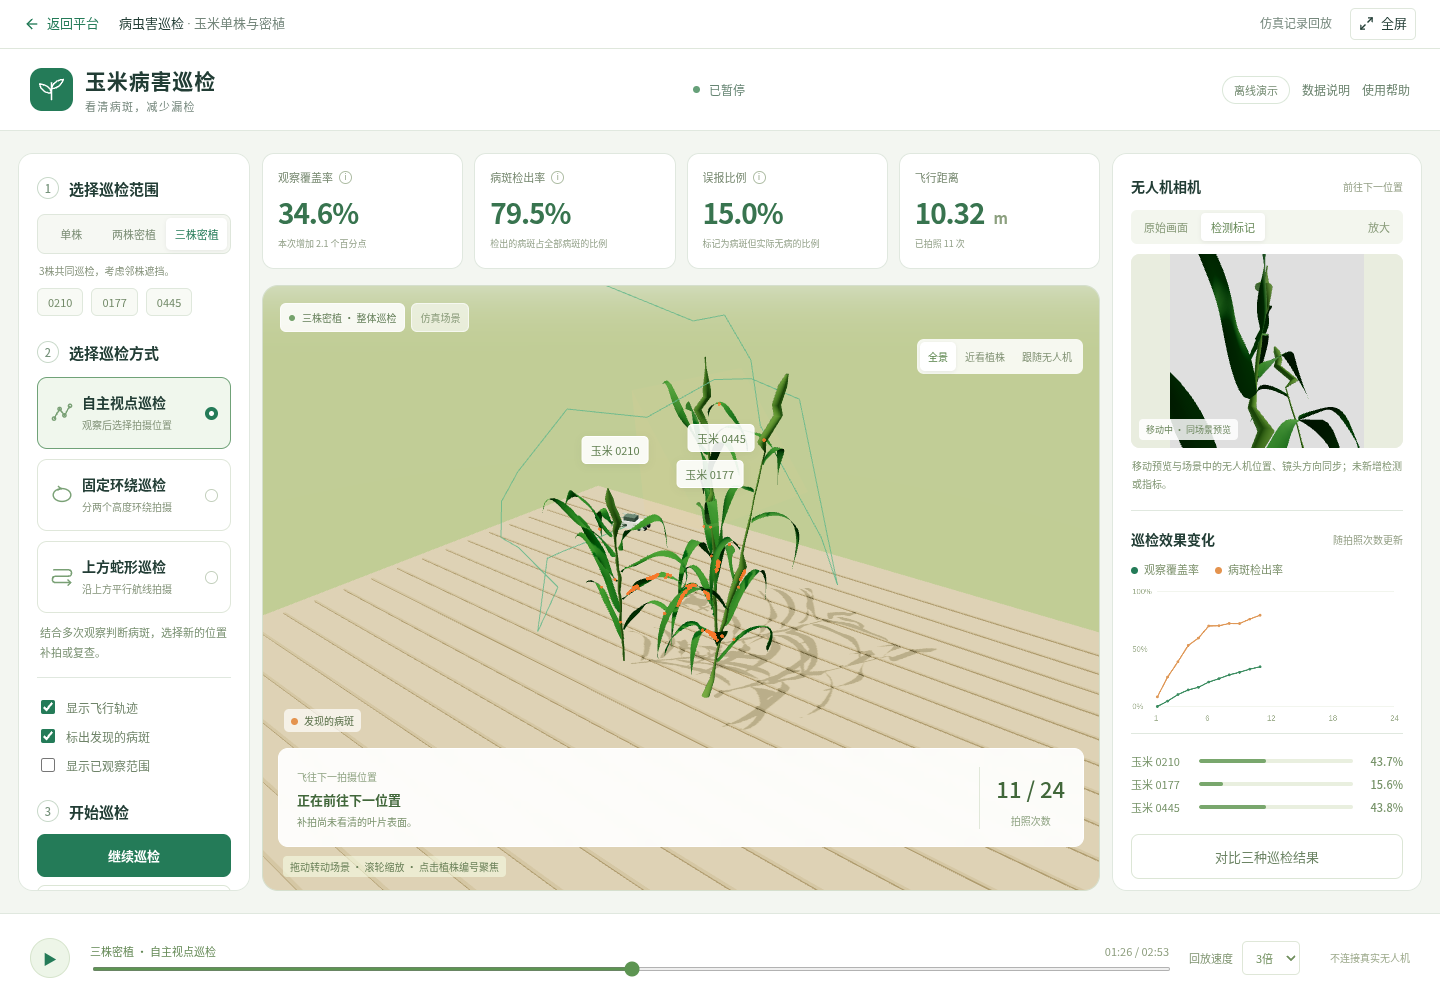 返回平台
病虫害巡检 · 玉米单株与密植
仿真记录回放
全屏
玉米病害巡检
看清病斑，减少漏检
已暂停
离线演示
数据说明
使用帮助
1 选择巡检范围
单株
两株密植
三株密植
3株共同巡检，考虑邻株遮挡。
0210
0177
0445
2 选择巡检方式
自主视点巡检
观察后选择拍摄位置
固定环绕巡检
分两个高度环绕拍摄
上方蛇形巡检
沿上方平行航线拍摄
结合多次观察判断病斑，选择新的位置
补拍或复查。
显示飞行轨迹
标出发现的病斑
显示已观察范围
3 开始巡检
继续巡检
观察覆盖率
34.6%
本次增加 2.1 个百分点
病斑检出率
79.5%
检出的病斑占全部病斑的比例
误报比例
15.0%
标记为病斑但实际无病的比例
飞行距离
10.32 m
已拍照 11 次
三株密植 · 整体巡检
仿真场景
全景
近看植株
跟随无人机
玉米 0210
玉米 0445
玉米 0177
发现的病斑
飞往下一拍摄位置
正在前往下一位置
补拍尚未看清的叶片表面。
11 / 24
拍照次数
拖动转动场景 · 滚轮缩放 · 点击植株编号聚焦
无人机相机
前往下一位置
原始画面
检测标记
放大
移动中 · 同场景预览
移动预览与场景中的无人机位置、镜头方向同步；未新增检测
或指标。
巡检效果变化
随拍照次数更新
观察覆盖率
病斑检出率
100%
50%
0%
1
6
12
18
24
玉米 0210
43.7%
玉米 0177
15.6%
玉米 0445
43.8%
对比三种巡检结果
三株密植 · 自主视点巡检
01:26 / 02:53
回放速度
3倍
不连接真实无人机